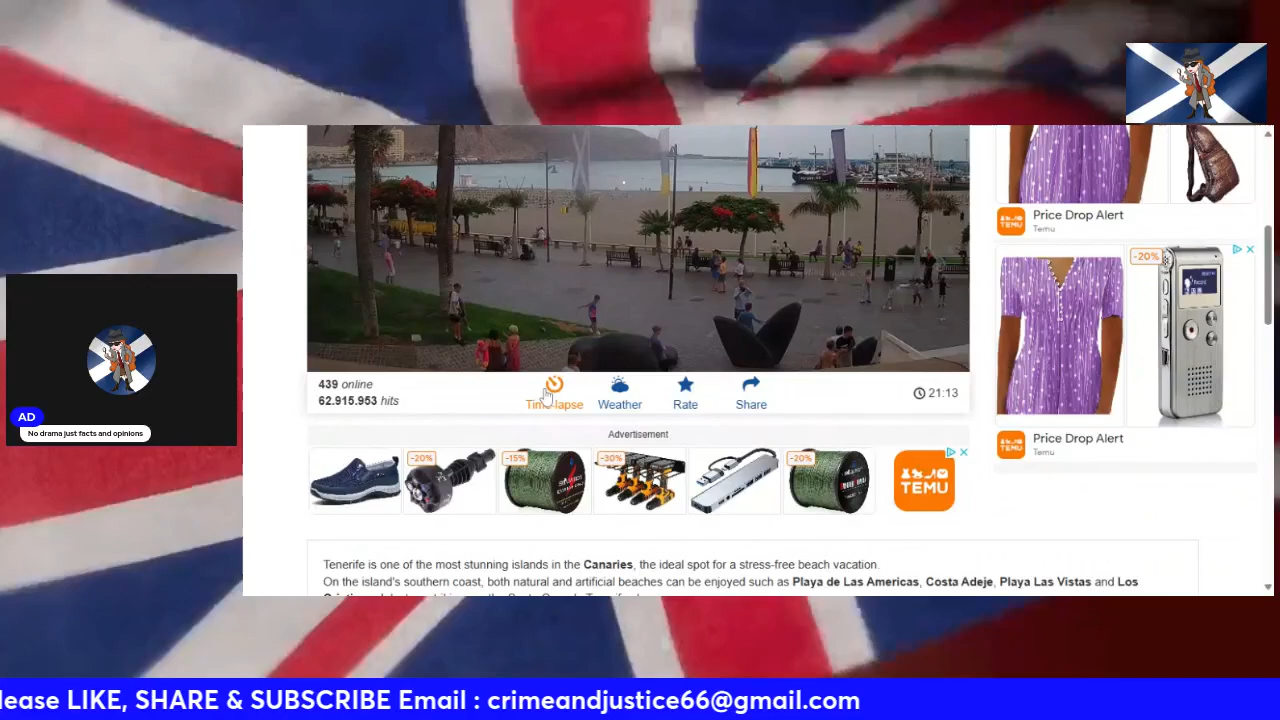 Price Drop Alert
Temu
TEMU
-20%
Price Drop Alert
Temu
TEMU
439 online
62.915.953 hits
Time-lapse
Weather
Rate
Share
21:13
Advertisement
-20%
-15%
-30%
-20%
TEMU
Tenerife is one of the most stunning islands in the Canaries, the ideal spot for a stress-free beach vacation.
On the island's southern coast, both natural and artificial beaches can be enjoyed such as Playa de Las Americas, Costa Adeje, Playa Las Vistas and Los
AD
No drama just facts and opinions
lease LIKE, SHARE & SUBSCRIBE Email : crimeandjustice66@gmail.com